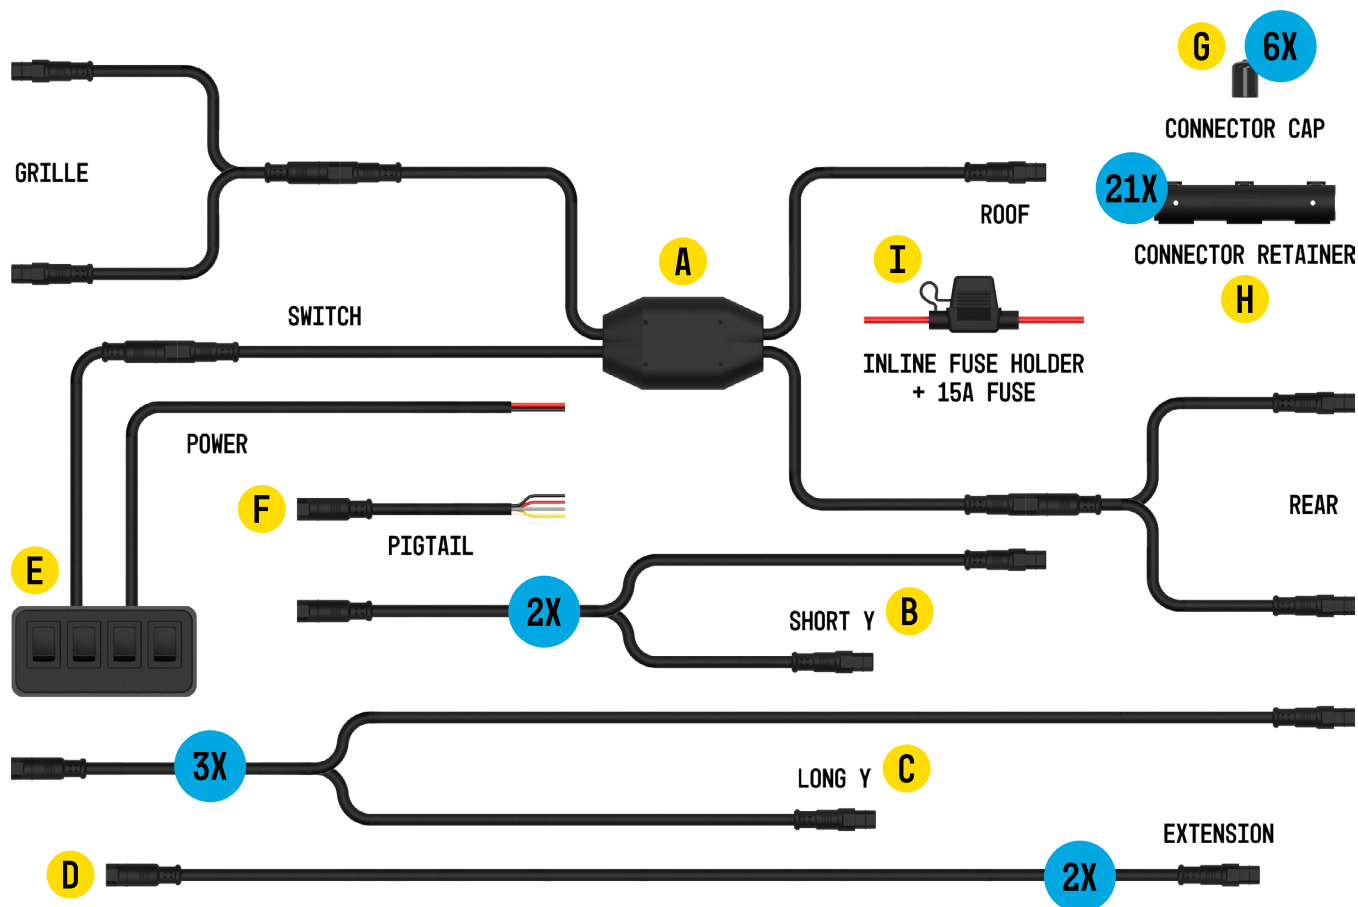 G
6X
CONNECTOR CAP
GRILLE
21X
ROOF
CONNECTOR RETAINER
H
A
I
SWITCH
INLINE FUSE HOLDER
+ 15A FUSE
POWER
F
PIGTAIL
REAR
E
2X
SHORT Y
B
3X
LONG Y
C
EXTENSION
D
2X